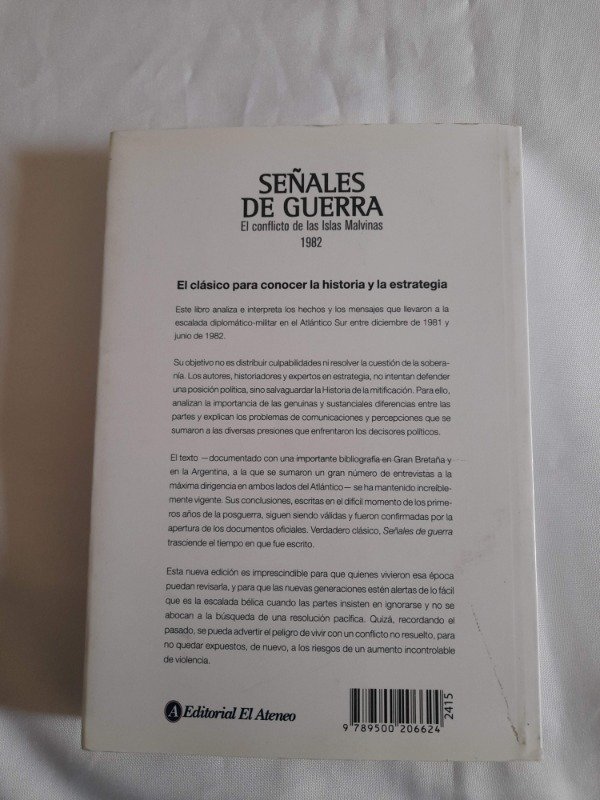 SEÑALES
DE GUERRA
El conflicto de las Islas Malvinas
1982
El clásico para conocer la historia y la estrategia
Este libro analiza e interpreta los hechos y los mensajes que llevaron a la
escalada diplomático-militar en el Atlántico Sur entre diciembre de 1981 y
junio de 1982.
Su objetivo no es distribuir culpabilidades ni resolver la cuestión de la sobera-
nía. Los autores, historiadores y expertos en estrategia, no intentan defender
una posición política, sino salvaguardar la Historia de la mitificación. Para ello,
analizan la importancia de las genuinas y sustanciales diferencias entre las
partes y explican los problemas de comunicaciones y percepciones que se
sumaron a las diversas presiones que enfrentaron los decisores políticos.
El texto —documentado con una importante bibliografía en Gran Bretaña y
en la Argentina, a la que se sumaron un gran número de entrevistas a la
máxima dirigencia en ambos lados del Atlántico— se ha mantenido increíble-
mente vigente. Sus conclusiones, escritas en el difícil momento de los prime-
ros años de la posguerra, siguen siendo válidas y fueron confirmadas por la
apertura de los documentos oficiales. Verdadero clásico, Señales de guerra
trasciende el tiempo en que fue escrito.
Esta nueva edición es imprescindible para que quienes vivieron esa época
puedan revisarla, y para que las nuevas generaciones estén alertas de lo fácil
que es la escalada bélica cuando las partes insisten en ignorarse y no se
abocan a la búsqueda de una resolución pacífica. Quizá, recordando el
pasado, se pueda advertir el peligro de vivir con un conflicto no resuelto, para
no quedar expuestos, de nuevo, a los riesgos de un aumento incontrolable
de violencia.
A Editorial El Ateneo
9 789500 206624
2415